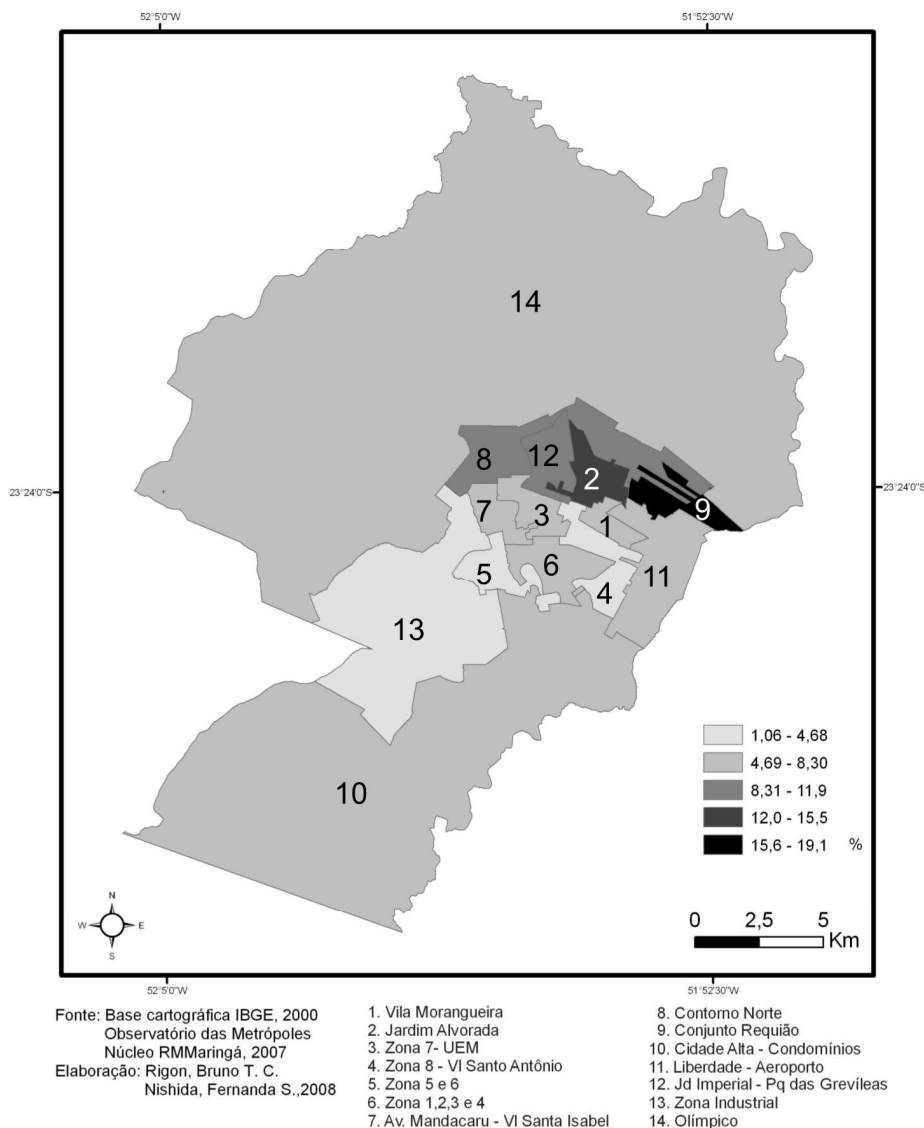 52°5'0"W
51°52'30"W
14
8
12
2
23°24'0"S
23°24'0"S
9
7
3
1
6
11
5
4
13
10
1,06 - 4,68
4,69 - 8,30
8,31 - 11,9
12,0 - 15,5
15,6 - 19,1 %
N
W E
S
0 2,5 5
Km
52°5'0"W
51°52'30"W
Fonte: Base cartográfica IBGE, 2000
Observatório das Metrópoles
Núcleo RMMaringá, 2007
Elaboração: Rigon, Bruno T. C.
Nishida, Fernanda S.,2008
1. Vila Morangueira
2. Jardim Alvorada
3. Zona 7- UEM
4. Zona 8 - VI Santo Antônio
5. Zona 5 e 6
6. Zona 1,2,3 e 4
7. Av. Mandacaru - VI Santa Isabel
8. Contorno Norte
9. Conjunto Requião
10. Cidade Alta - Condomínios
11. Liberdade - Aeroporto
12. Jd Imperial - Pq das Grevíleas
13. Zona Industrial
14. Olímpico